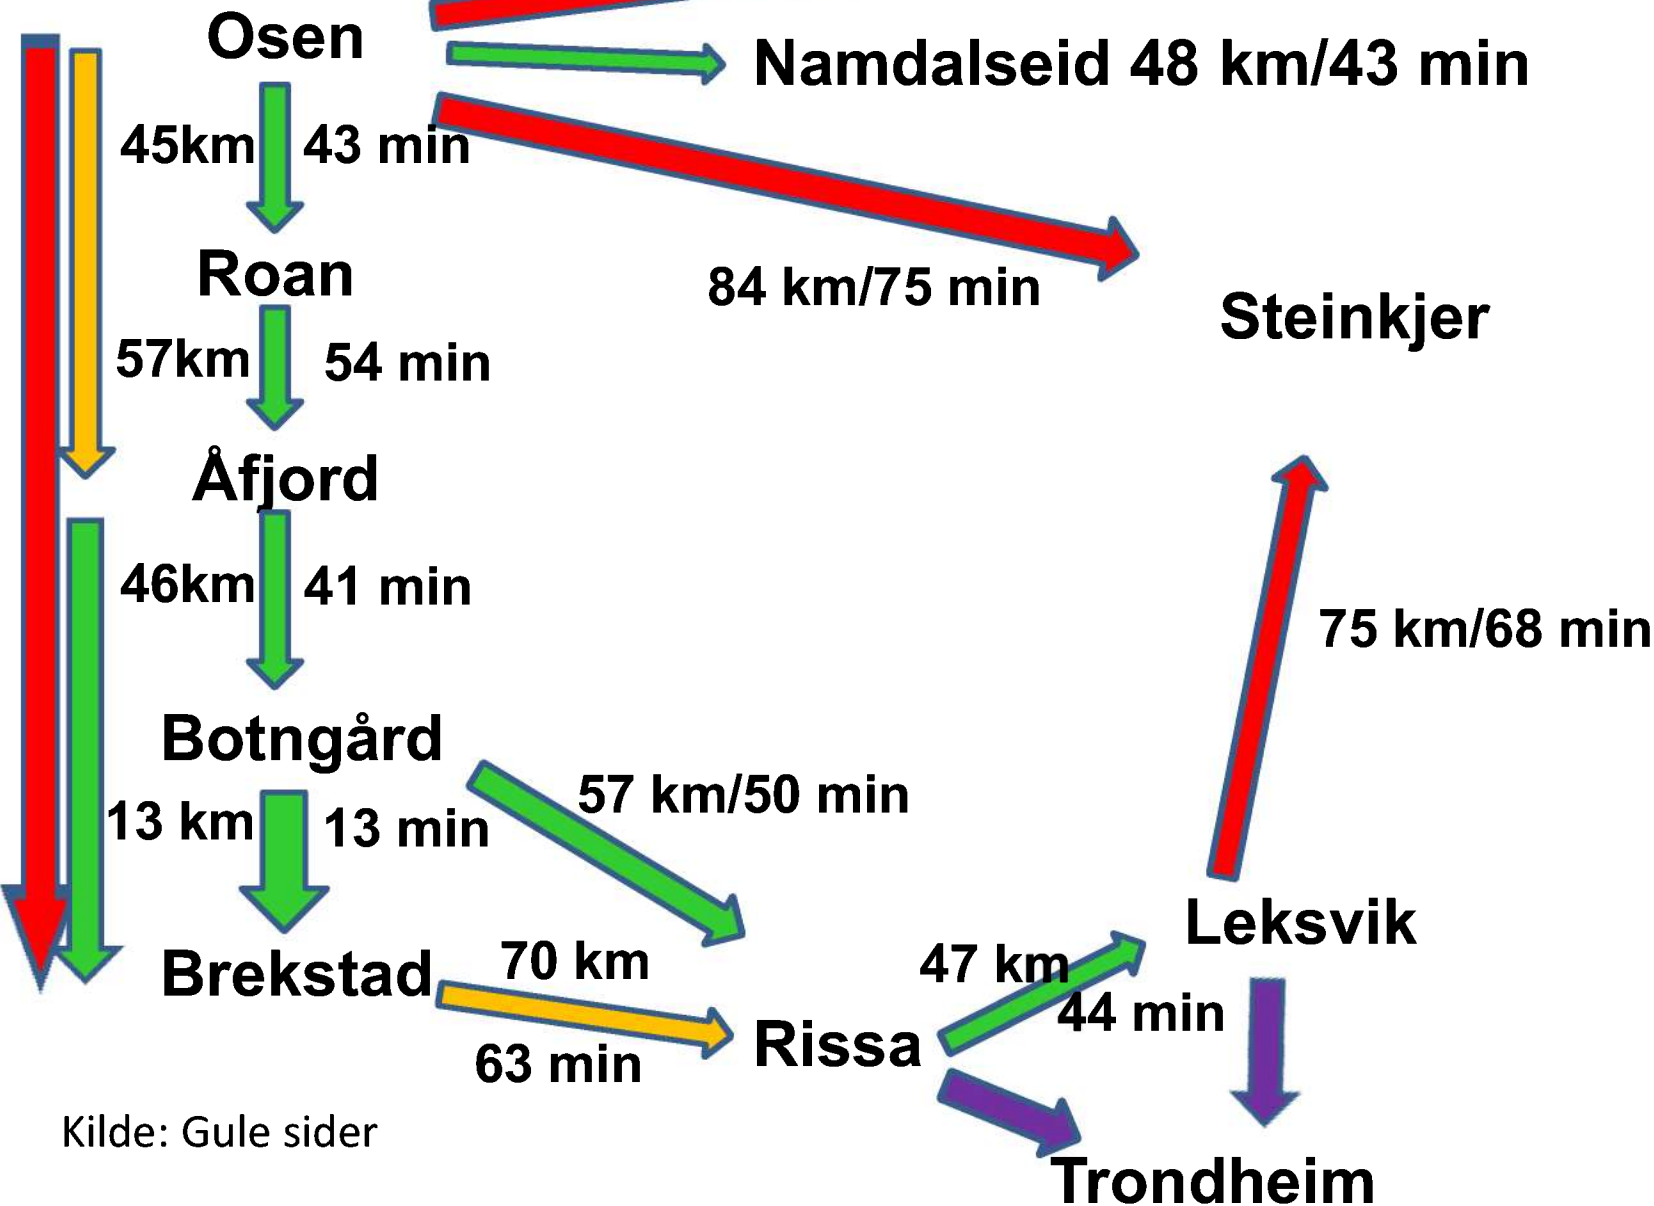 Osen
Namdalseid 48 km/43 min
45km 43 min
Roan
84 km/75 min
Steinkjer
57km 54 min
Åfjord
46km 41 min
75 km/68 min
Botngård
57 km/50 min
13 km 13 min
Leksvik
Brekstad
70 km
47 km
44 min
63 min
Rissa
Kilde: Gule sider
Trondheim